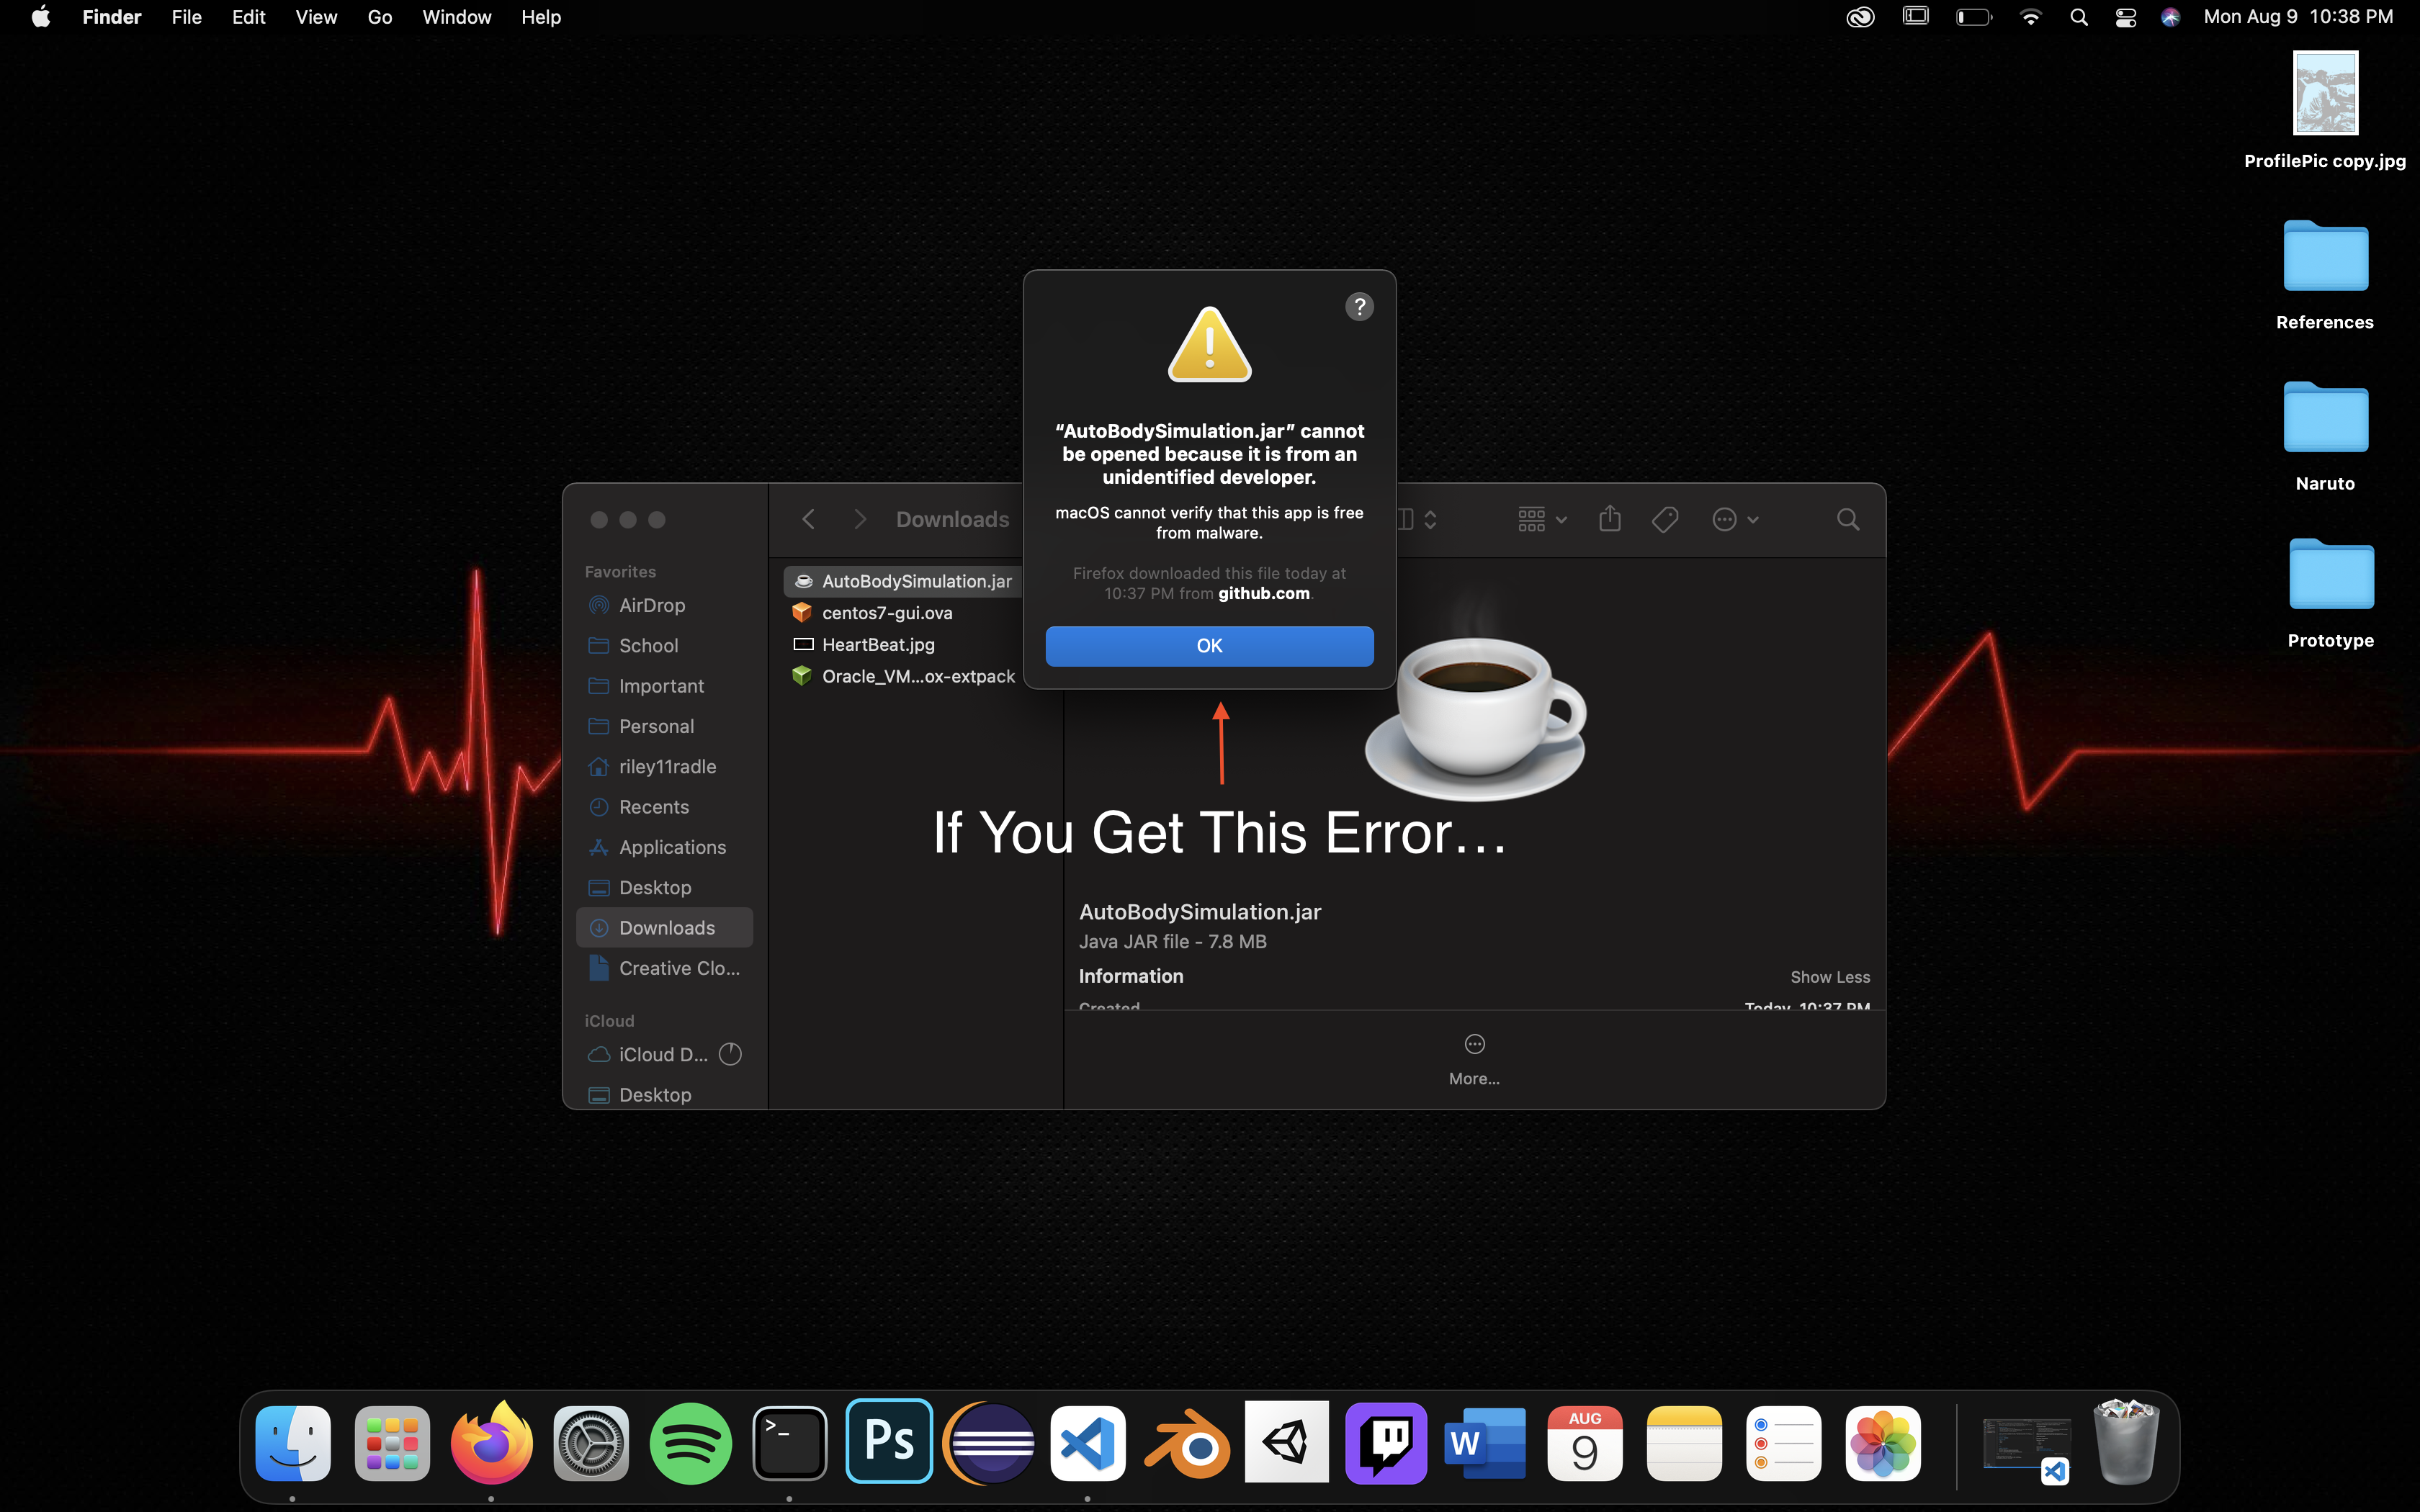 Finder File Edit View Go Window Help
Mon Aug 9 10:38 PM
ProfilePic copy.jpg
References
Naruto
Prototype
?
“AutoBodySimulation.jar” cannot
be opened because it is from an
unidentified developer.
macOS cannot verify that this app is free
from malware.
Firefox downloaded this file today at
10:37 PM from github.com.
OK
Downloads
Favorites
AirDrop
School
Important
Personal
riley11radle
Recents
Applications
Desktop
Downloads
Creative Clo...
iCloud
iCloud D...
Desktop
AutoBodySimulation.jar
centos7-gui.ova
HeartBeat.jpg
Oracle_VM...ox-extpack
If You Get This Error...
AutoBodySimulation.jar
Java JAR file - 7.8 MB
Information
Show Less
Created
Today, 10:37 PM
More...
>_
Ps
W
AUG
9